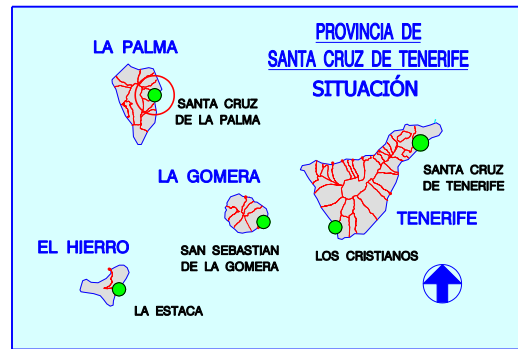 PROVINCIA DE
SANTA CRUZ DE TENERIFE
SITUACIÓN
LA PALMA
SANTA CRUZ
DE LA PALMA
LA GOMERA
SANTA CRUZ
DE TENERIFE
TENERIFE
EL HIERRO
SAN SEBASTIAN
DE LA GOMERA
LOS CRISTIANOS
LA ESTACA